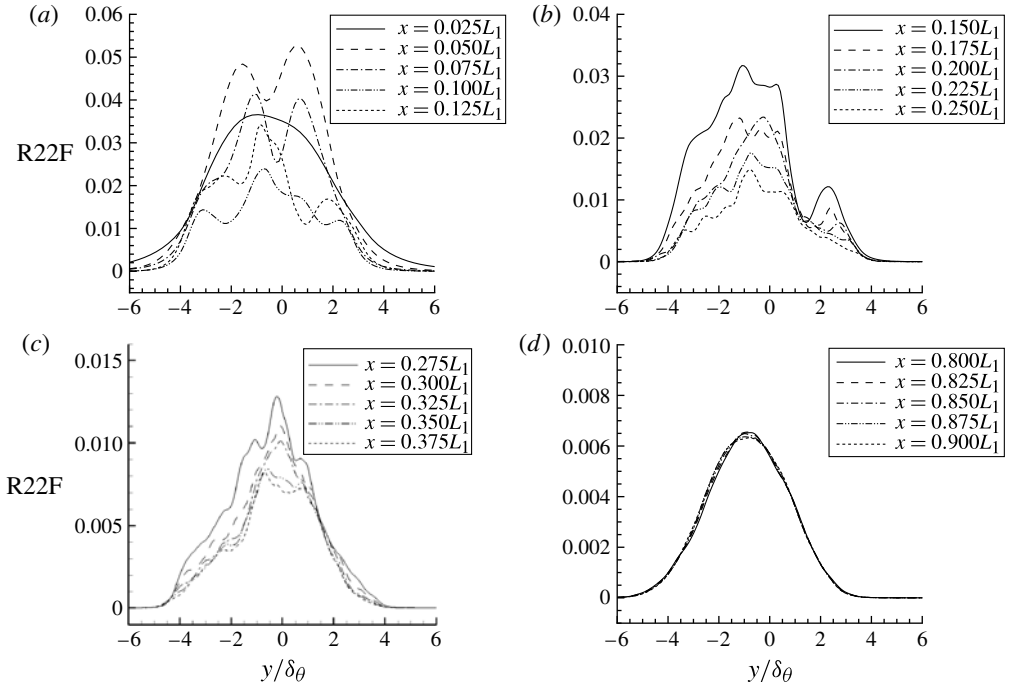 (a)
x = 0.025L₁
x = 0.050L₁
x = 0.075L₁
x = 0.100L₁
x = 0.125L₁
0.06
0.05
0.04
0.03
0.02
0.01
0
R22F
−6 −4 −2 0 2 4 6
(b)
x = 0.150L₁
x = 0.175L₁
x = 0.200L₁
x = 0.225L₁
x = 0.250L₁
0.04
0.03
0.02
0.01
0
−6 −4 −2 0 2 4 6
(c)
x = 0.275L₁
x = 0.300L₁
x = 0.325L₁
x = 0.350L₁
x = 0.375L₁
0.015
0.010
0.005
0
R22F
−6 −4 −2 0 2 4 6
y/δθ
(d)
x = 0.800L₁
x = 0.825L₁
x = 0.850L₁
x = 0.875L₁
x = 0.900L₁
0.010
0.008
0.006
0.004
0.002
0
−6 −4 −2 0 2 4 6
y/δθ